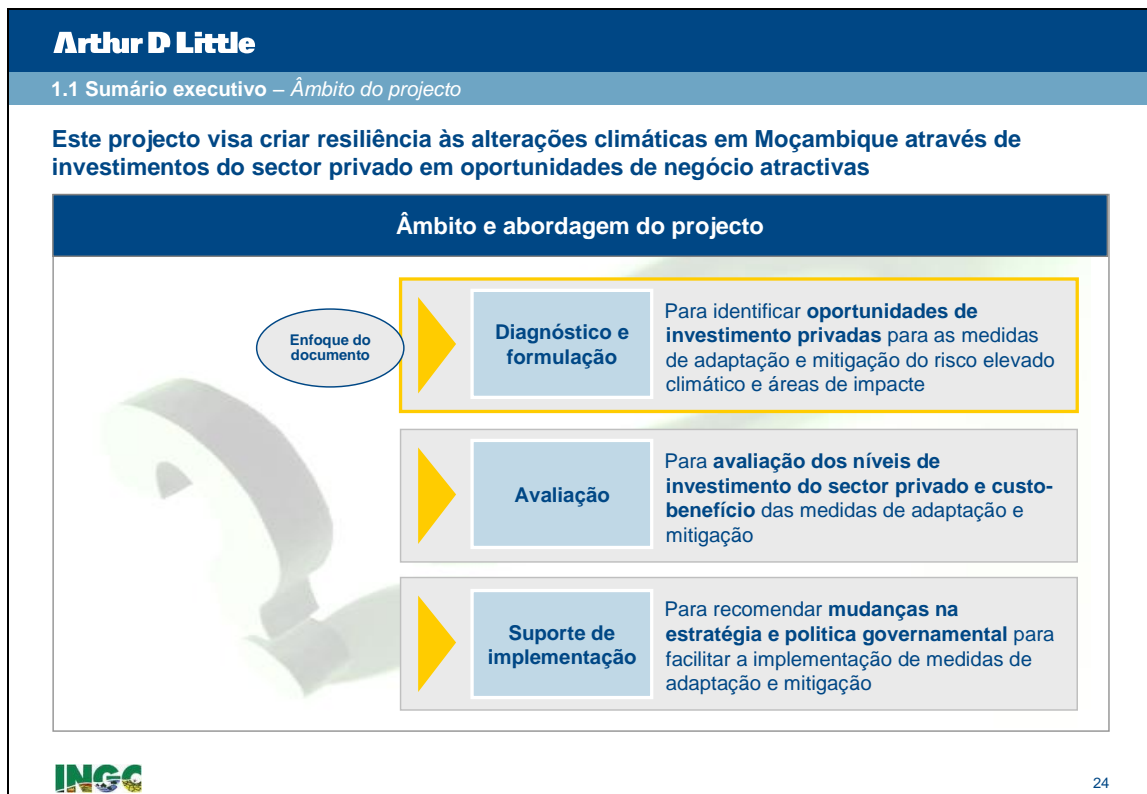 Arthur D Little
1.1 Sumário executivo – Âmbito do projecto
Este projecto visa criar resiliência às alterações climáticas em Moçambique através de
investimentos do sector privado em oportunidades de negócio atractivas
Âmbito e abordagem do projecto
Enfoque do
documento
Diagnóstico e
formulação
Para identificar oportunidades de
investimento privadas para as medidas
de adaptação e mitigação do risco elevado
climático e áreas de impacte
Avaliação
Para avaliação dos níveis de
investimento do sector privado e custo-
benefício das medidas de adaptação e
mitigação
Suporte de
implementação
Para recomendar mudanças na
estratégia e politica governamental para
facilitar a implementação de medidas de
adaptação e mitigação
INGC
24